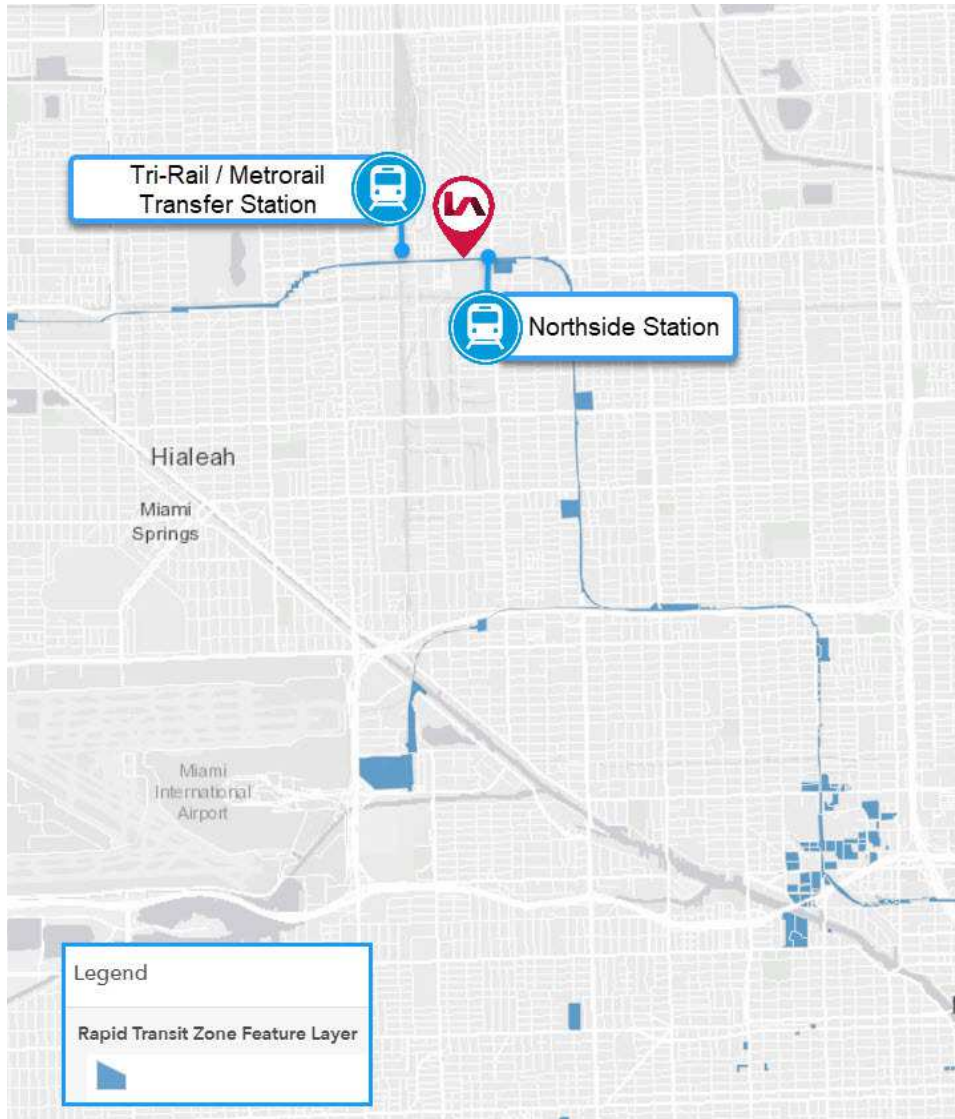 Tri-Rail / Metrorail
Transfer Station
Northside Station
Hialeah
Miami
Springs
Miami
International
Airport
Legend
Rapid Transit Zone Feature Layer